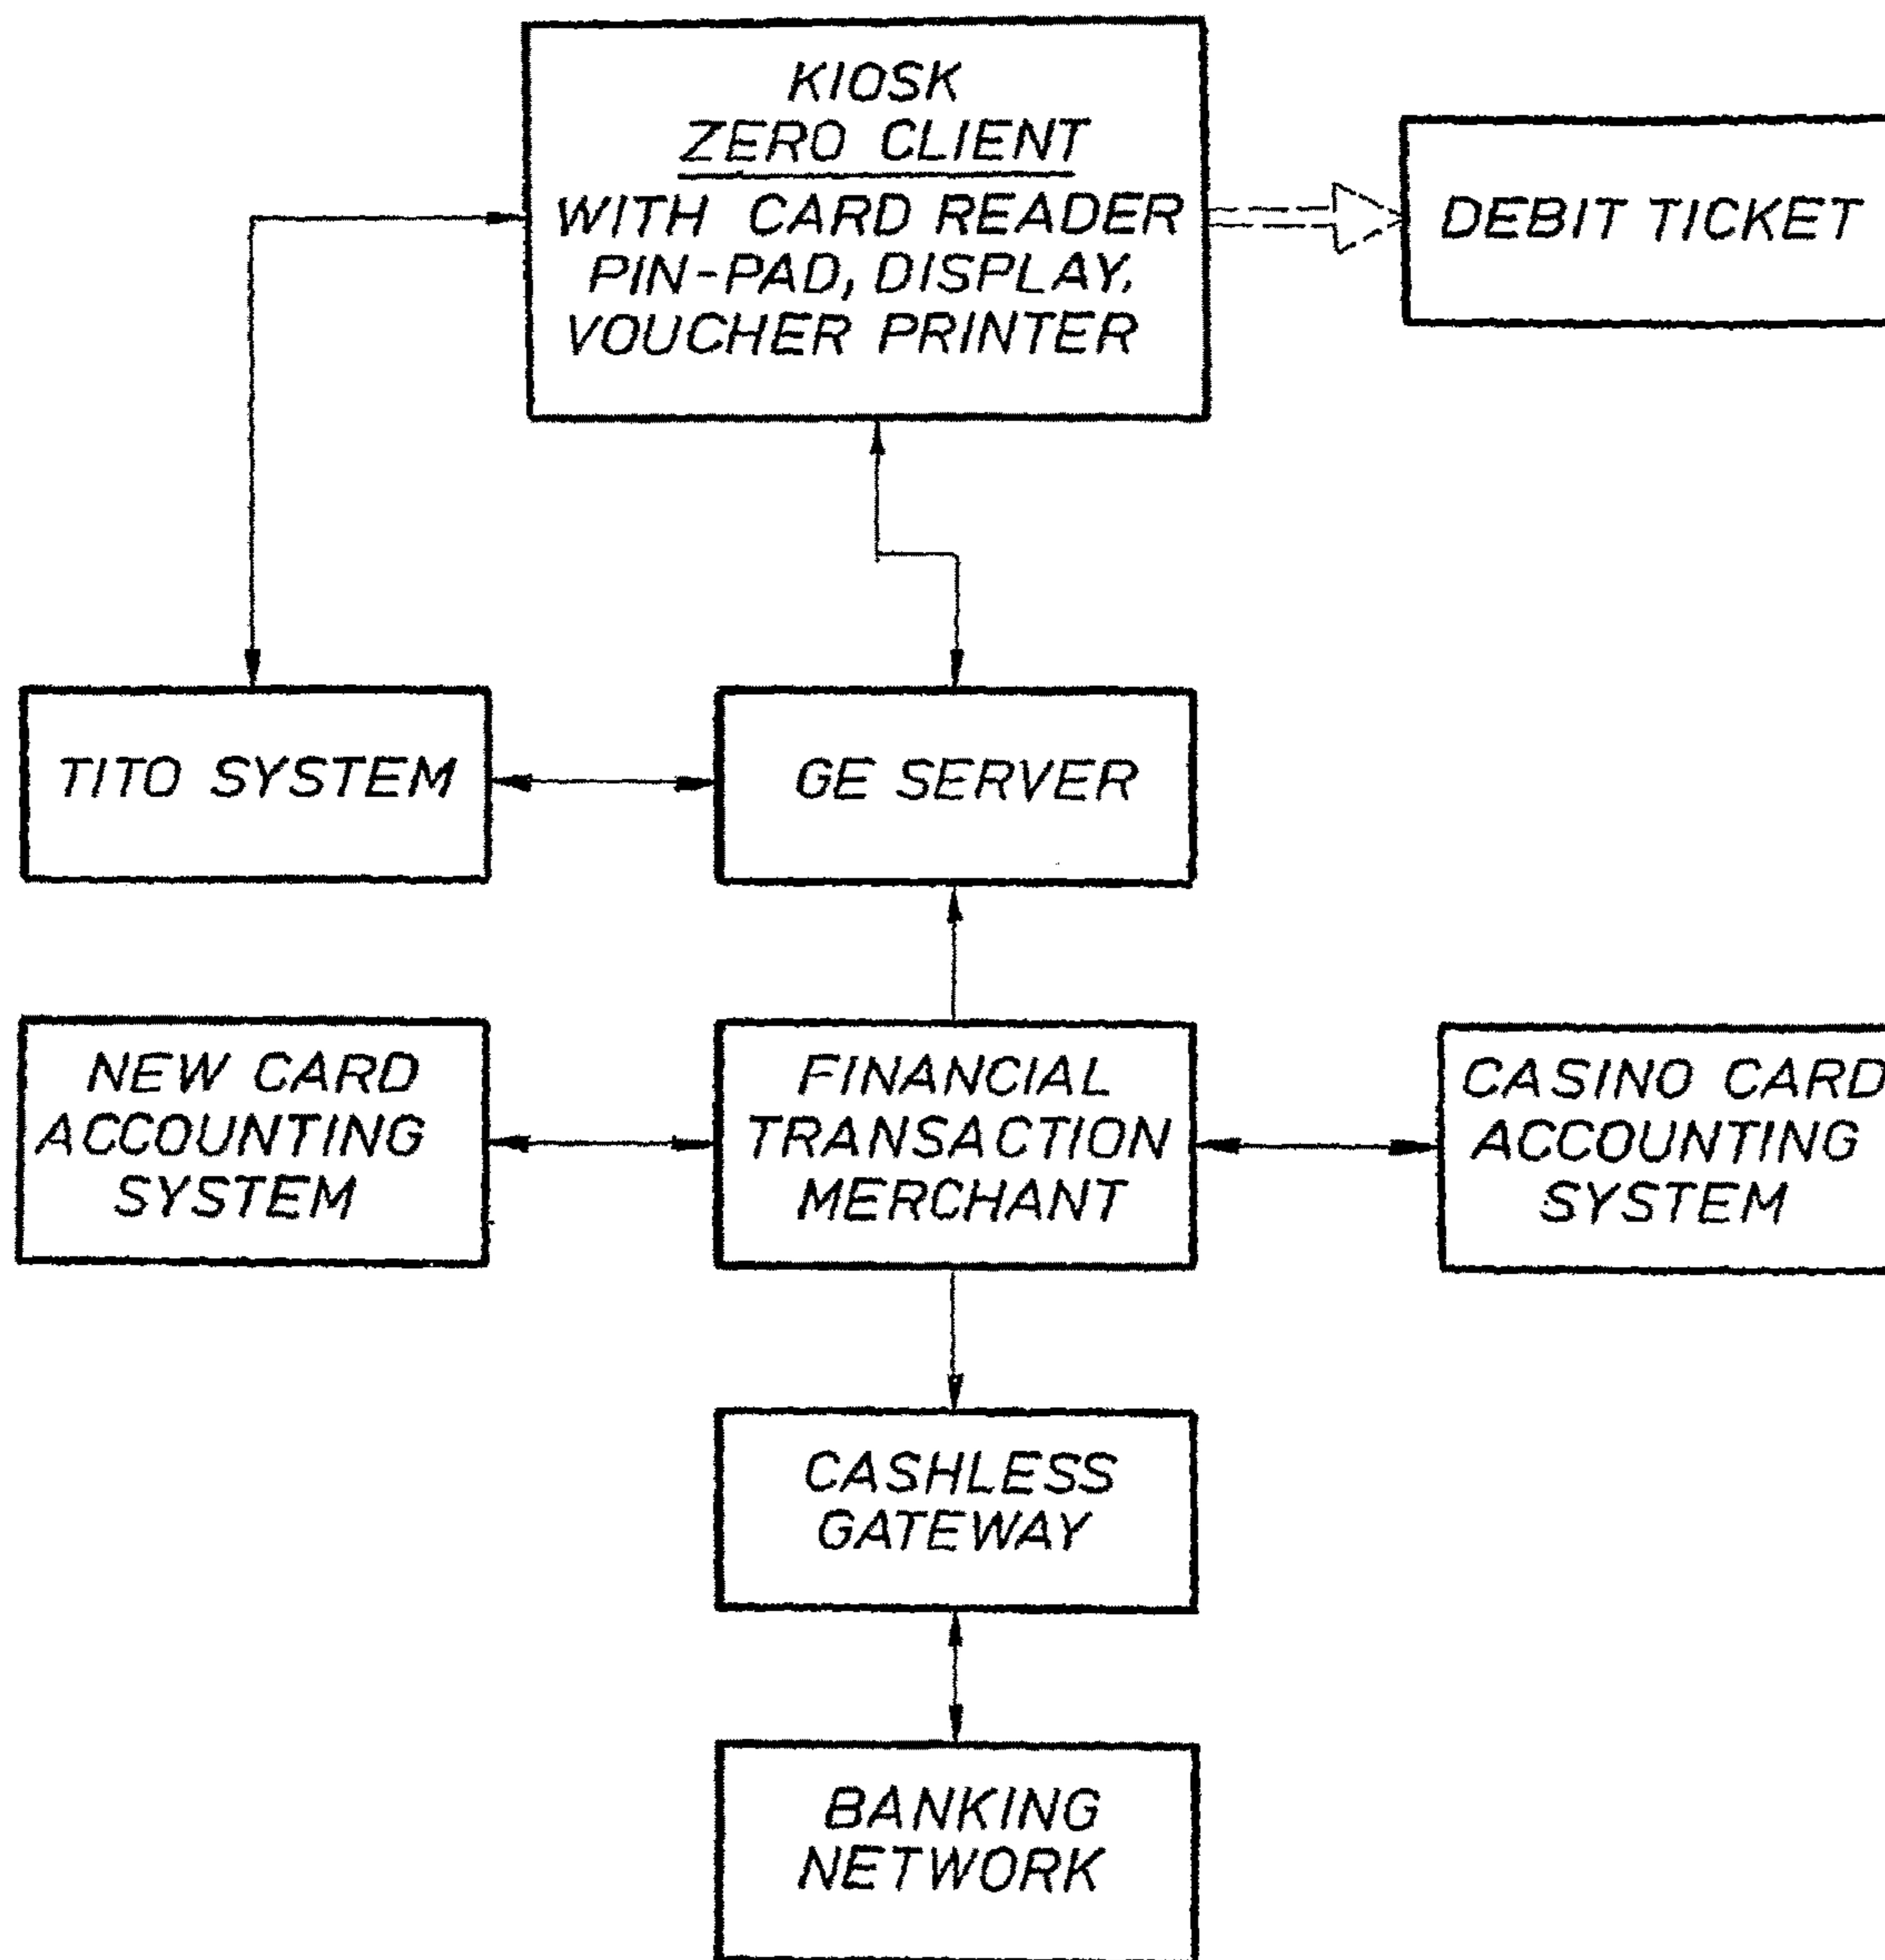 KIOSK
ZERO CLIENT
WITH CARD READER
PIN-PAD, DISPLAY,
VOUCHER PRINTER
DEBIT TICKET
TITO SYSTEM
GE SERVER
NEW CARD
ACCOUNTING
SYSTEM
FINANCIAL
TRANSACTION
MERCHANT
CASINO CARD
ACCOUNTING
SYSTEM
CASHLESS
GATEWAY
BANKING
NETWORK